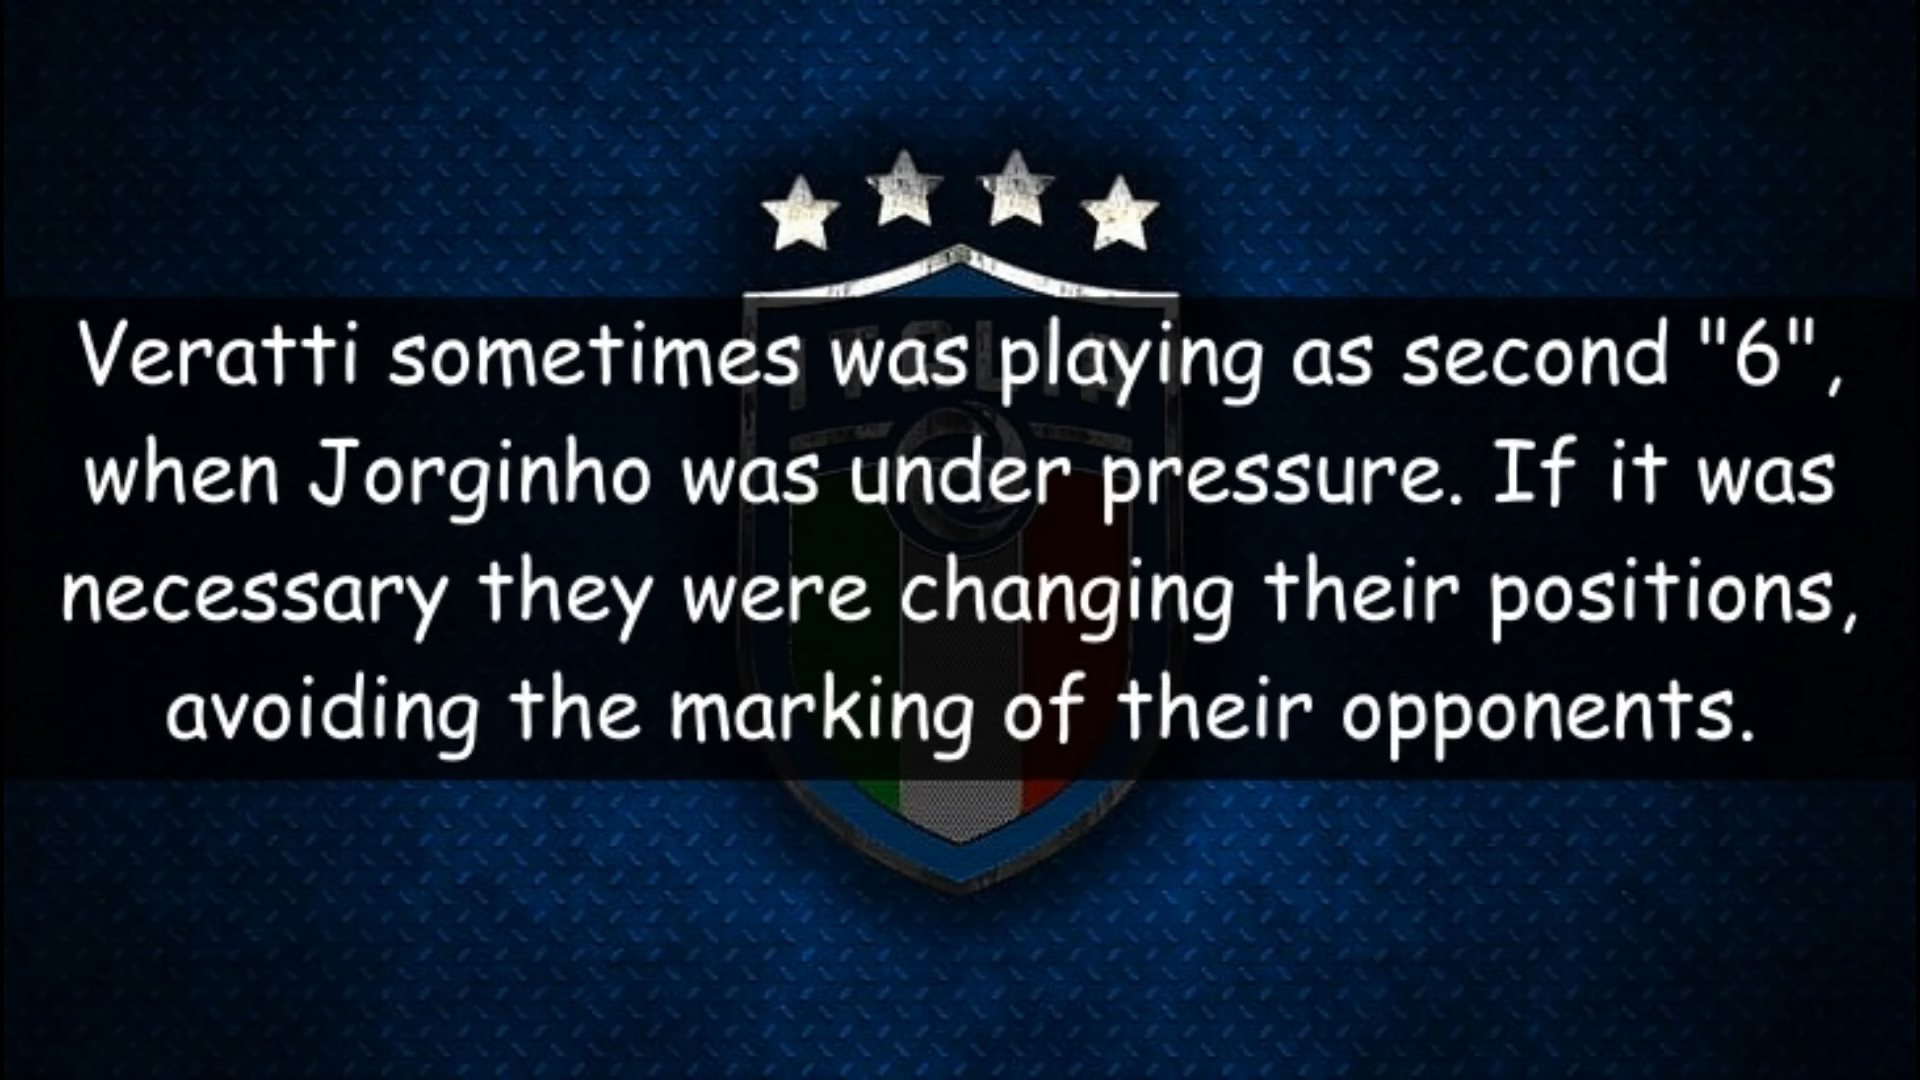 ITALIA
Veratti sometimes was playing as second "6",
when Jorginho was under pressure. If it was
necessary they were changing their positions,
avoiding the marking of their opponents.